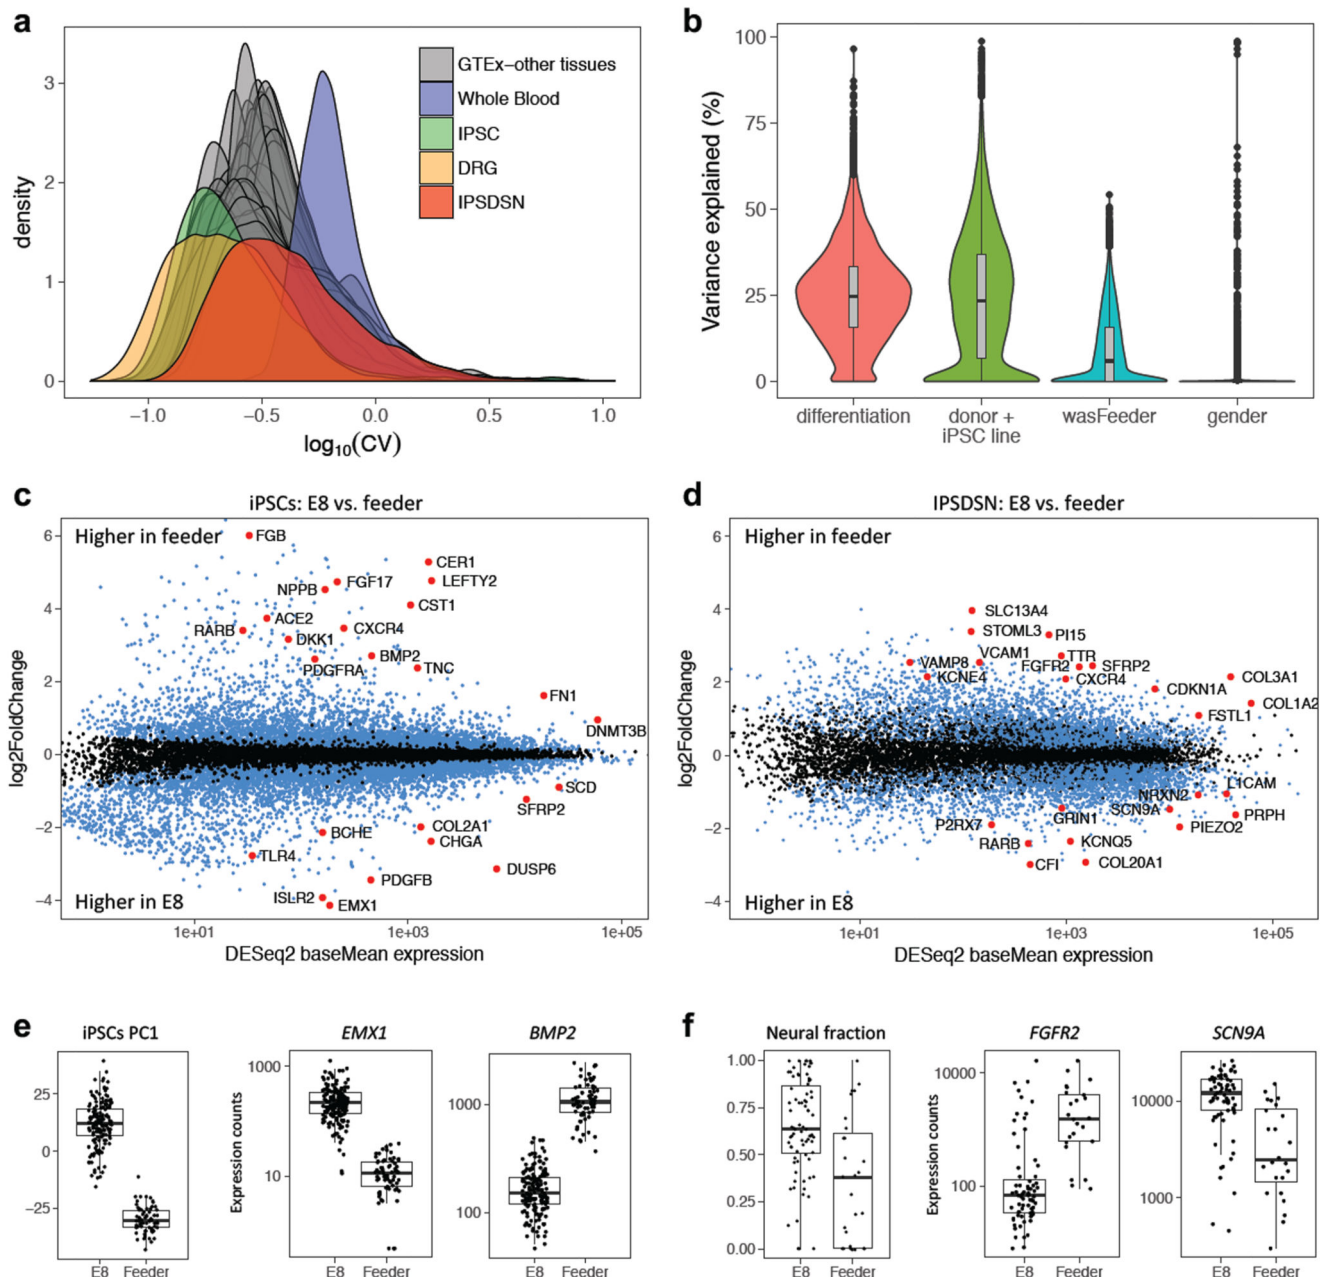 a
3
2
1
0
density
−1.0
−0.5
0.0
0.5
1.0
log10(CV)
GTEx−other tissues
Whole Blood
IPSC
DRG
IPSDSN
b
100
75
50
25
0
Variance explained (%)
differentiation
donor +
iPSC line
wasFeeder
gender
c
iPSCs: E8 vs. feeder
Higher in feeder
6
4
2
0
−2
−4
log2FoldChange
FGB
CER1
LEFTY2
FGF17
NPPB
CST1
ACE2
RARB
CXCR4
DKK1
BMP2
PDGFRA
TNC
FN1
DNMT3B
SCD
SFRP2
BCHE
COL2A1
CHGA
TLR4
DUSP6
PDGFB
ISLR2
EMX1
Higher in E8
1e+01
1e+03
1e+05
DESeq2 baseMean expression
d
IPSDSN: E8 vs. feeder
Higher in feeder
6
4
2
0
−2
−4
log2FoldChange
SLC13A4
STOML3
PI15
VCAM1
TTR
VAMP8
FGFR2
SFRP2
KCNE4
CXCR4
COL3A1
CDKN1A
COL1A2
FSTL1
L1CAM
NRXN2
SCN9A
GRIN1
PRPH
P2RX7
PIEZO2
RARB
KCNQ5
CFI
COL20A1
Higher in E8
1e+01
1e+03
1e+05
DESeq2 baseMean expression
e
iPSCs PC1
25
0
−25
E8 Feeder
EMX1
Expression counts
1000
10
E8 Feeder
BMP2
1000
100
E8 Feeder
f
Neural fraction
1.00
0.75
0.50
0.25
0.00
E8 Feeder
FGFR2
Expression counts
10000
100
E8 Feeder
SCN9A
10000
1000
E8 Feeder